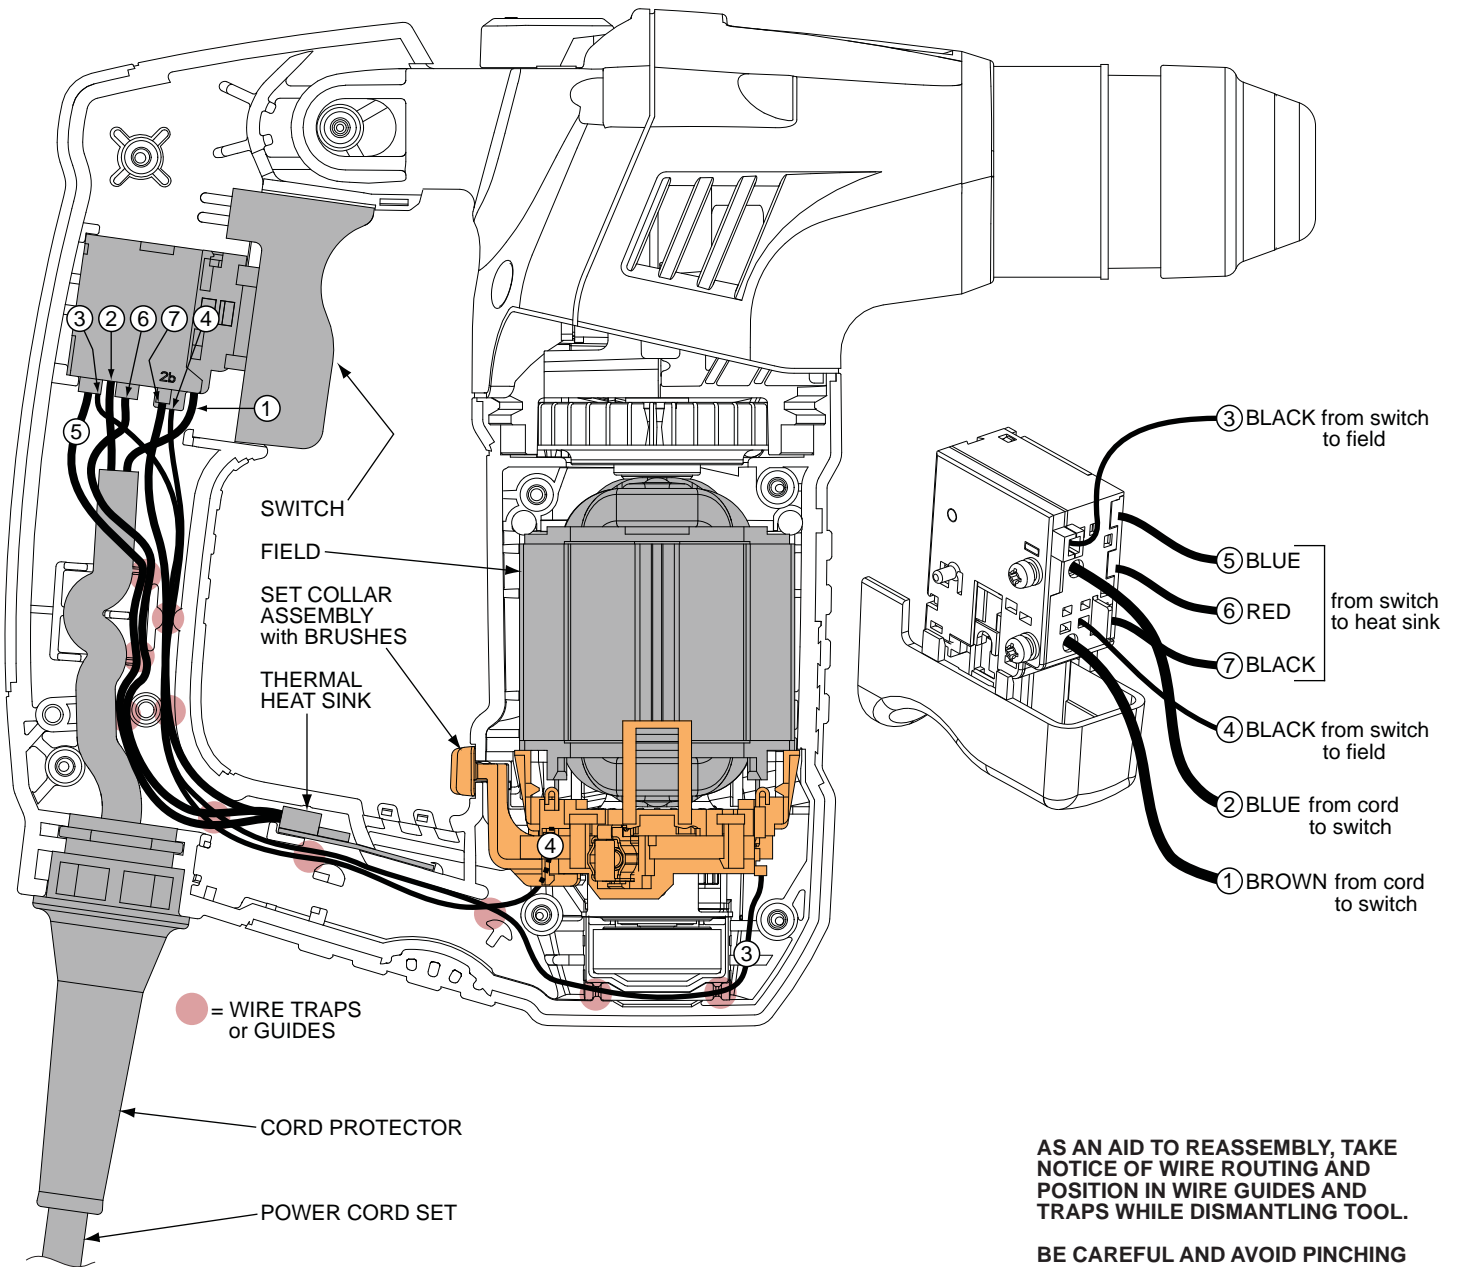 3 2 6 7 4
2b
1
5
SWITCH
FIELD
SET COLLAR
ASSEMBLY
with BRUSHES
THERMAL
HEAT SINK
4
3
= WIRE TRAPS
or GUIDES
CORD PROTECTOR
POWER CORD SET
3 BLACK from switch
to field
5 BLUE
6 RED
7 BLACK
from switch
to heat sink
4 BLACK from switch
to field
2 BLUE from cord
to switch
1 BROWN from cord
to switch
AS AN AID TO REASSEMBLY, TAKE
NOTICE OF WIRE ROUTING AND
POSITION IN WIRE GUIDES AND
TRAPS WHILE DISMANTLING TOOL.
BE CAREFUL AND AVOID PINCHING